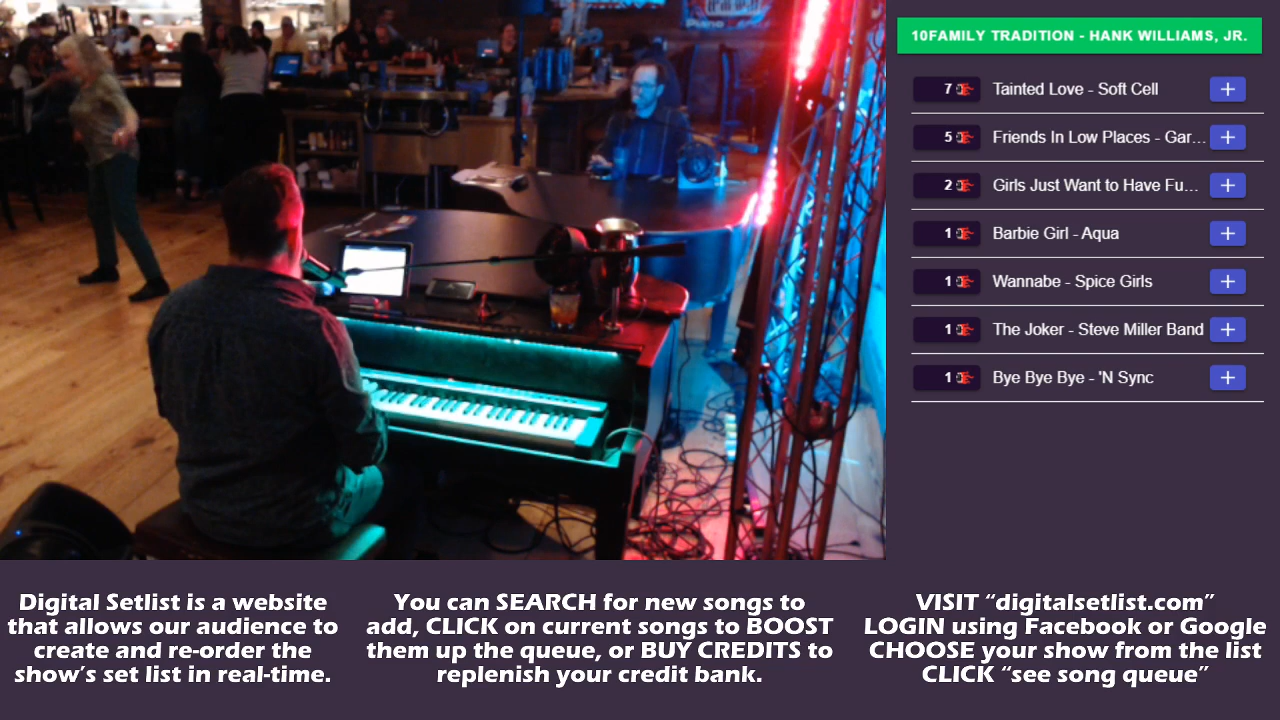 Piano
10FAMILY TRADITION - HANK WILLIAMS, JR.
7 Tainted Love - Soft Cell +
5 Friends In Low Places - Gar... +
2 Girls Just Want to Have Fu... +
1 Barbie Girl - Aqua +
1 Wannabe - Spice Girls +
1 The Joker - Steve Miller Band +
1 Bye Bye Bye - 'N Sync +
Digital Setlist is a website
that allows our audience to
create and re-order the
show’s set list in real-time.
You can SEARCH for new songs to
add, CLICK on current songs to BOOST
them up the queue, or BUY CREDITS to
replenish your credit bank.
VISIT “digitalsetlist.com”
LOGIN using Facebook or Google
CHOOSE your show from the list
CLICK “see song queue”